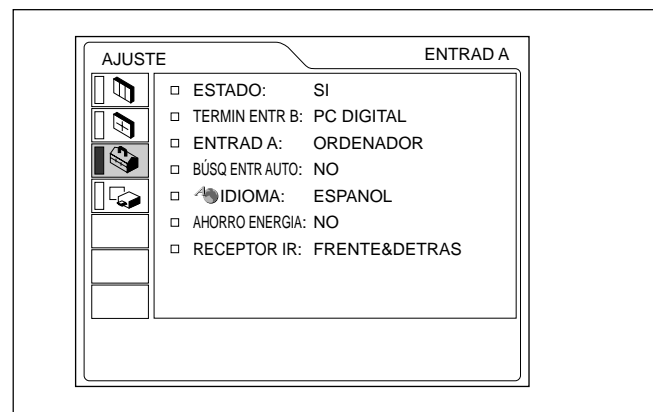 AJUSTE ENTRAD A
ESTADO: SI
TERMIN ENTR B: PC DIGITAL
ENTRAD A: ORDENADOR
BÚSQ ENTR AUTO: NO
IDIOMA: ESPANOL
AHORRO ENERGIA: NO
RECEPTOR IR: FRENTE&DETRAS